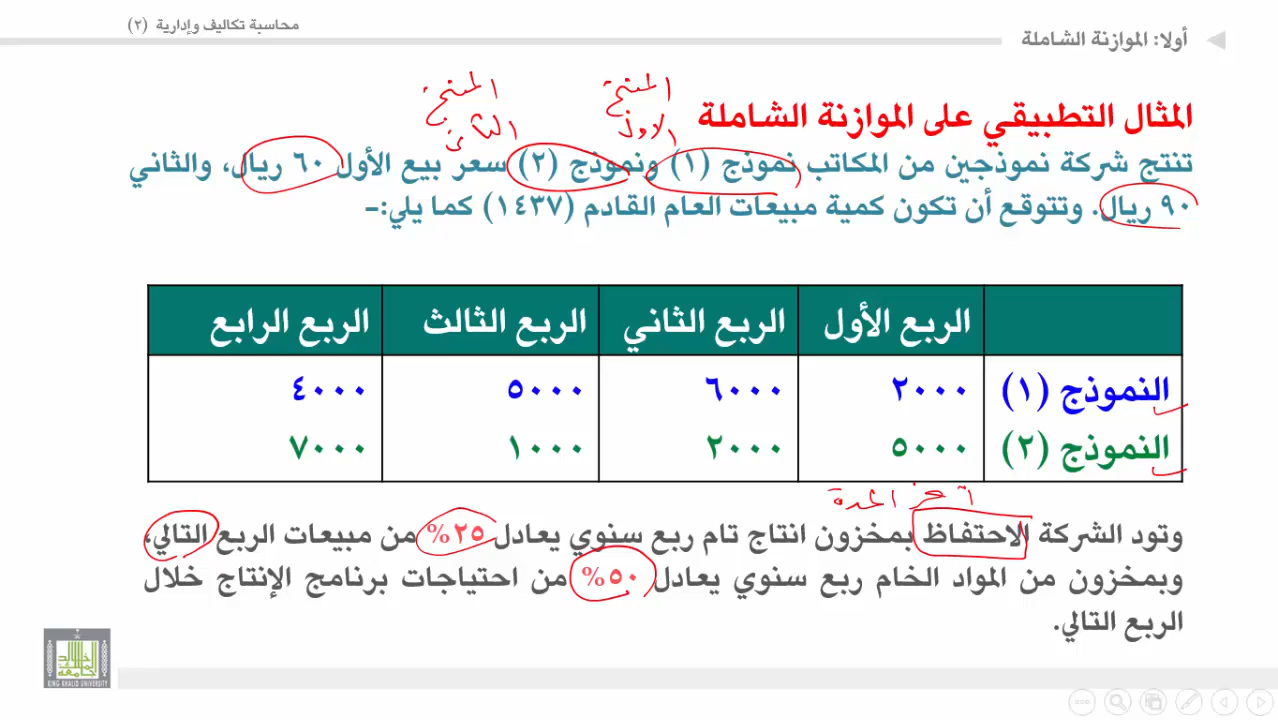 محاسبة تكاليف وإدارية (٢)
أولا: الموازنة الشاملة
المنتج الأول
المنتج الثاني
المثال التطبيقي على الموازنة الشاملة
تنتج شركة نموذجين من المكاتب نموذج (١) ونموذج (٢) سعر بيع الأول ٦٠ ريال، والثاني
٩٠ ريال. وتتوقع أن تكون كمية مبيعات العام القادم (١٤٣٧) كما يلي:-
الربع الأول الربع الثاني الربع الثالث الربع الرابع
النموذج (١) ٢٠٠٠ ٦٠٠٠ ٥٠٠٠ ٤٠٠٠
النموذج (٢) ٥٠٠٠ ٢٠٠٠ ١٠٠٠ ٧٠٠٠
المدة
وتود الشركة الاحتفاظ بمخزون انتاج تام ربع سنوي يعادل ٢٥% من مبيعات الربع التالي،
وبمخزون من المواد الخام ربع سنوي يعادل ٥٠% من احتياجات برنامج الإنتاج خلال
الربع التالي.
KING KHALID UNIVERSITY